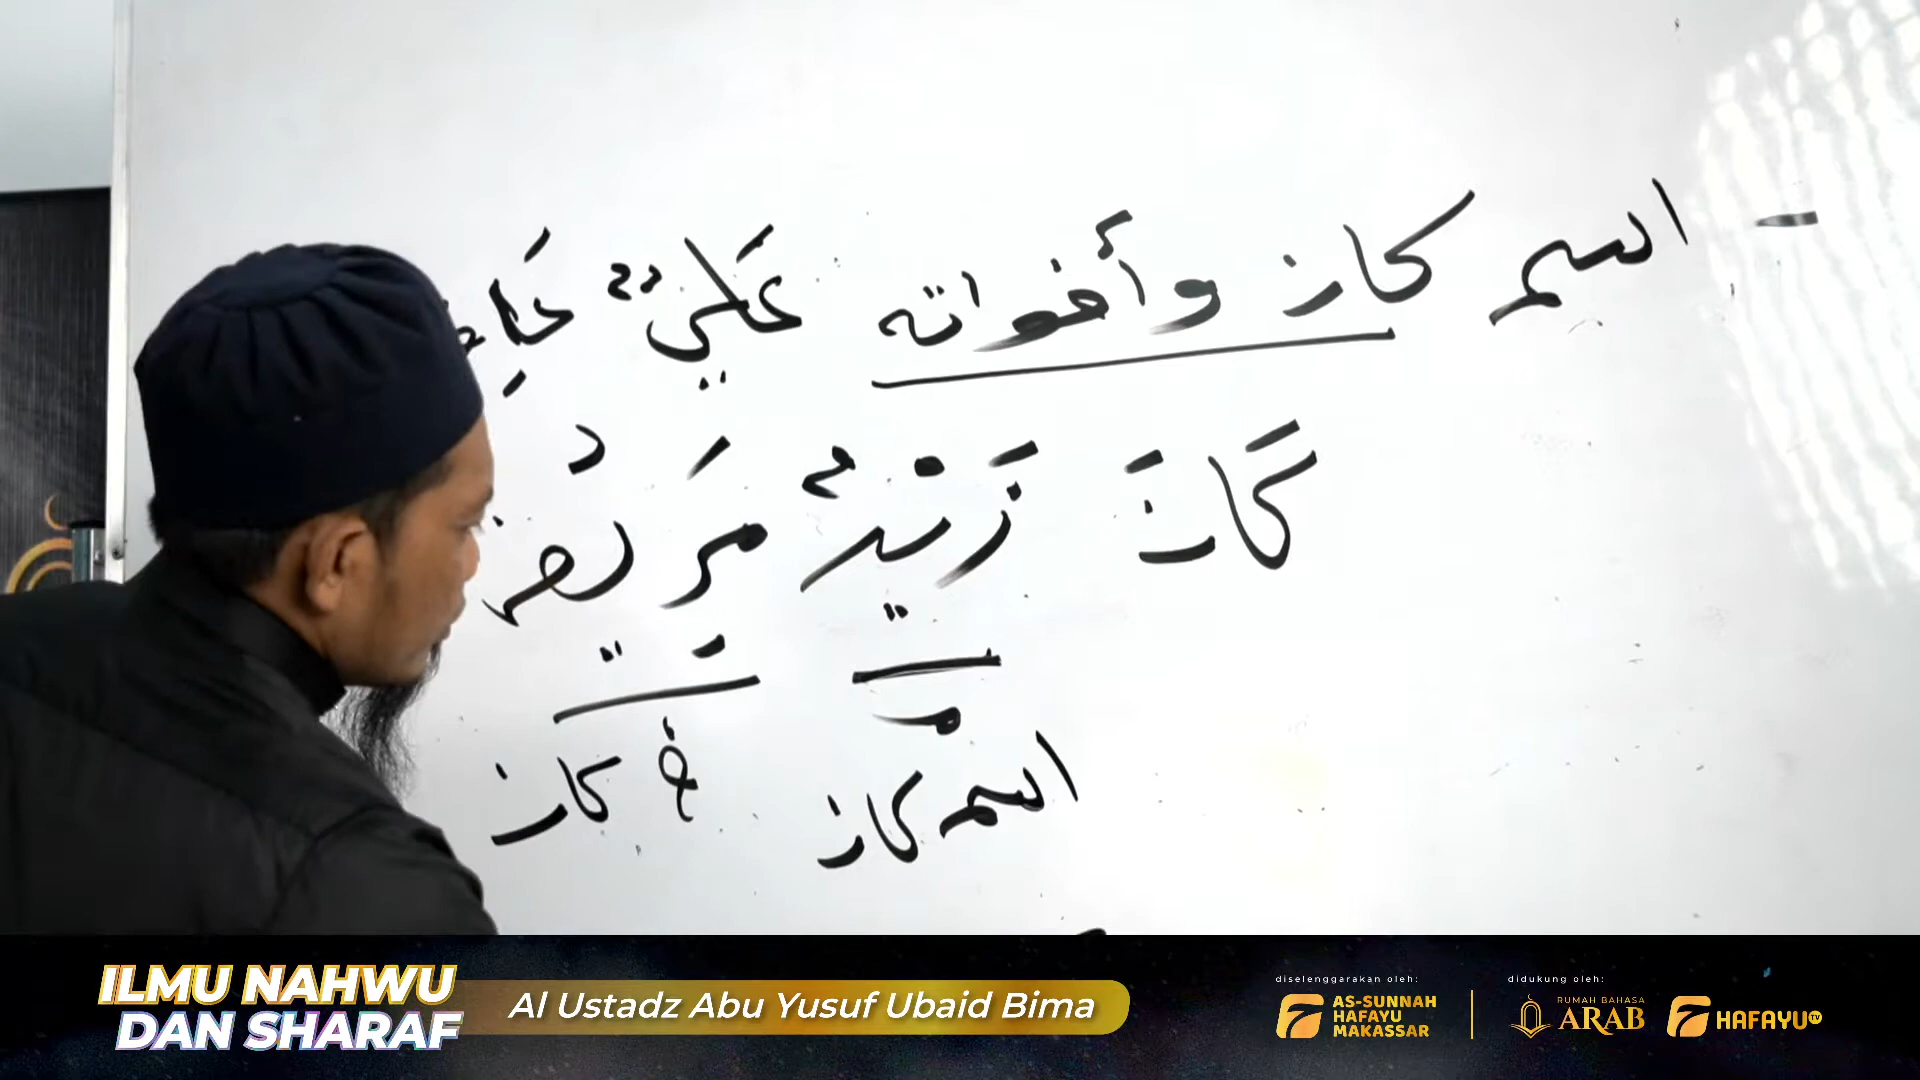 - اسم كان وأخواته عَلِيٌّ
كَانَ زَيْدٌ مَرِيض
اسم كان خ كان
ILMU NAHWU
DAN SHARAF
Al Ustadz Abu Yusuf Ubaid Bima
diselenggarakan oleh:
AS-SUNNAH
HAFAYU
MAKASSAR
didukung oleh:
RUMAH BAHASA
ARAB
HAFAYU TV